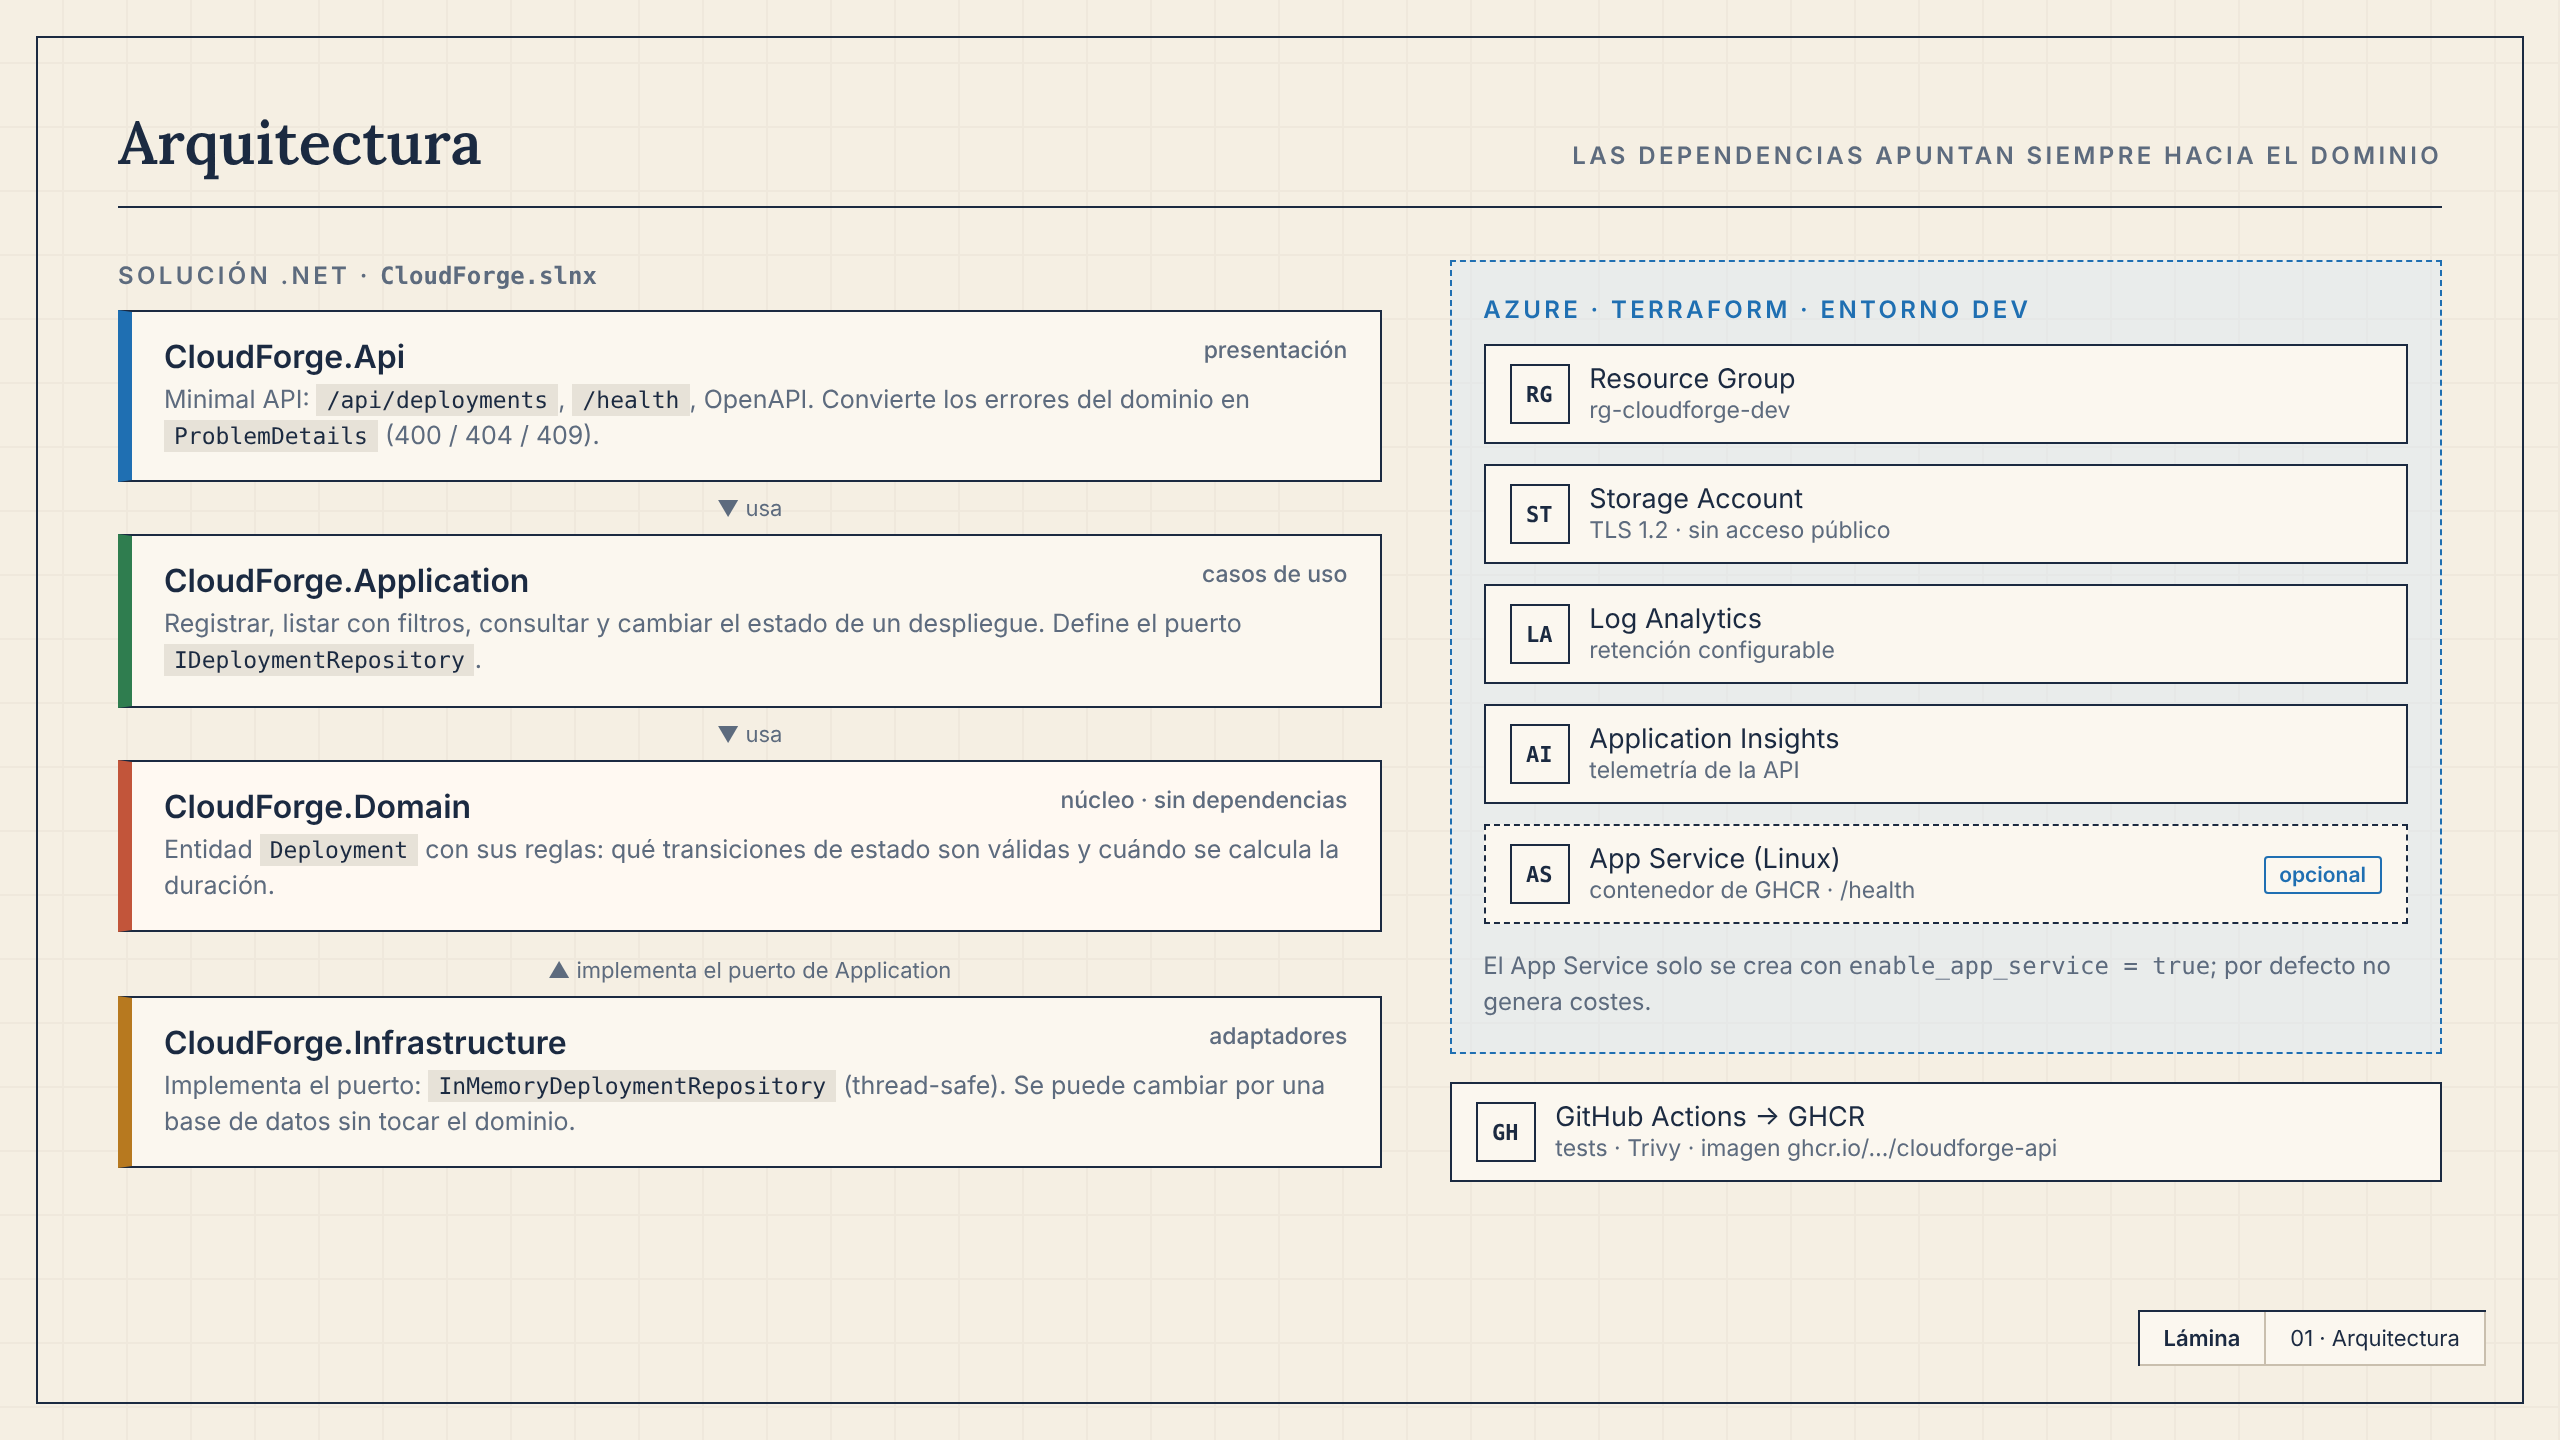 Arquitectura
LAS DEPENDENCIAS APUNTAN SIEMPRE HACIA EL DOMINIO
SOLUCIÓN .NET · CloudForge.slnx
CloudForge.Api
presentación
Minimal API: /api/deployments, /health, OpenAPI. Convierte los errores del dominio en
ProblemDetails (400 / 404 / 409).
▼ usa
CloudForge.Application
casos de uso
Registrar, listar con filtros, consultar y cambiar el estado de un despliegue. Define el puerto
IDeploymentRepository.
▼ usa
CloudForge.Domain
núcleo · sin dependencias
Entidad Deployment con sus reglas: qué transiciones de estado son válidas y cuándo se calcula la
duración.
▲ implementa el puerto de Application
CloudForge.Infrastructure
adaptadores
Implementa el puerto: InMemoryDeploymentRepository (thread-safe). Se puede cambiar por una
base de datos sin tocar el dominio.
AZURE · TERRAFORM · ENTORNO DEV
RG
Resource Group
rg-cloudforge-dev
ST
Storage Account
TLS 1.2 · sin acceso público
LA
Log Analytics
retención configurable
AI
Application Insights
telemetría de la API
AS
App Service (Linux)
contenedor de GHCR · /health
opcional
El App Service solo se crea con enable_app_service = true; por defecto no
genera costes.
GH
GitHub Actions → GHCR
tests · Trivy · imagen ghcr.io/…/cloudforge-api
Lámina
01 · Arquitectura